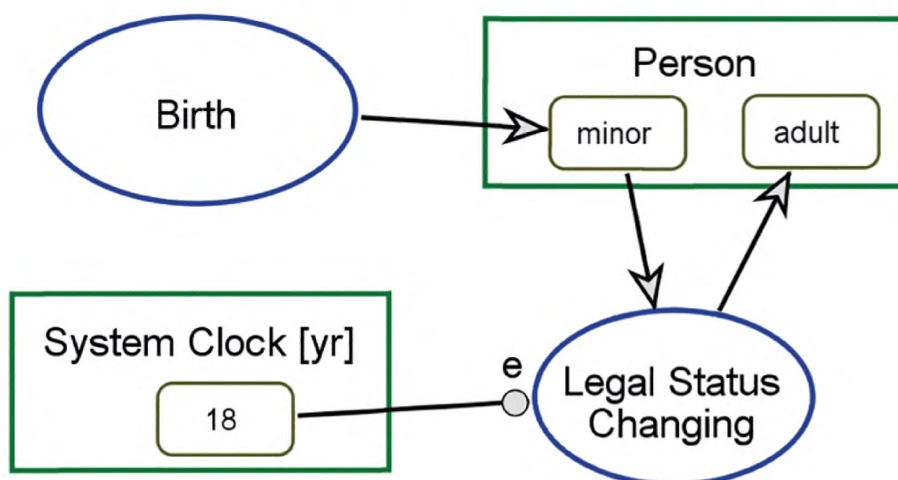 Birth
Person
minor
adult
System Clock [yr]
18
e
Legal Status
Changing